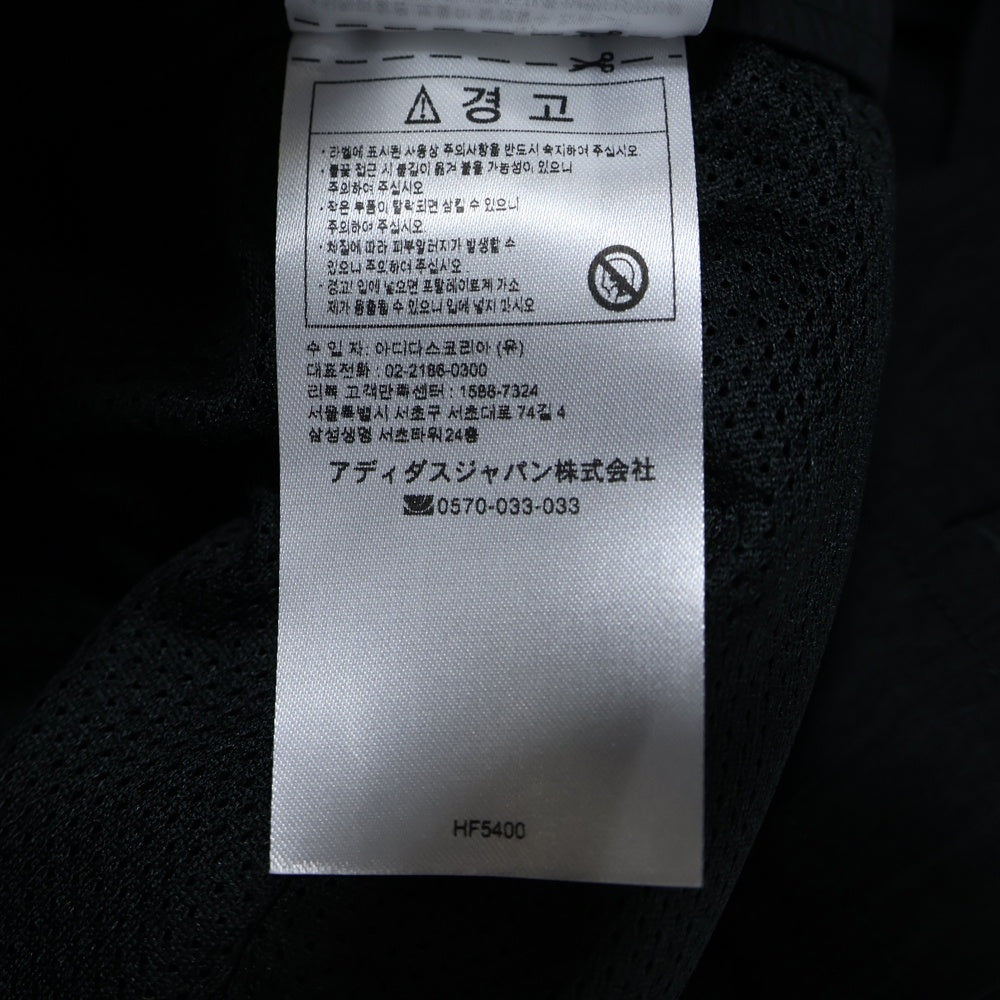 경 고
· 라벨에 표시된 사용상 주의사항을 반드시 숙지하여 주십시오
· 불꽃 접근 시 불길이 옮겨 붙을 가능성이 있으니
주의하여 주십시오
· 작은 부품이 탈락되면 삼킬 수 있으니
주의하여 주십시오
· 체질에 따라 피부알러지가 발생할 수
있으니 주의하여 주십시오
· 경고! 입에 넣으면 프탈레이트계 가소
제가 용출될 수 있으니 입에 넣지 마시오
수 입 자: 아디다스코리아 (유)
대표전화 : 02-2186-0300
리복 고객만족센터 : 1588-7324
서울특별시 서초구 서초대로 74길 4
삼성생명 서초타워 24층
アディダスジャパン株式会社
0570-033-033
HF5400